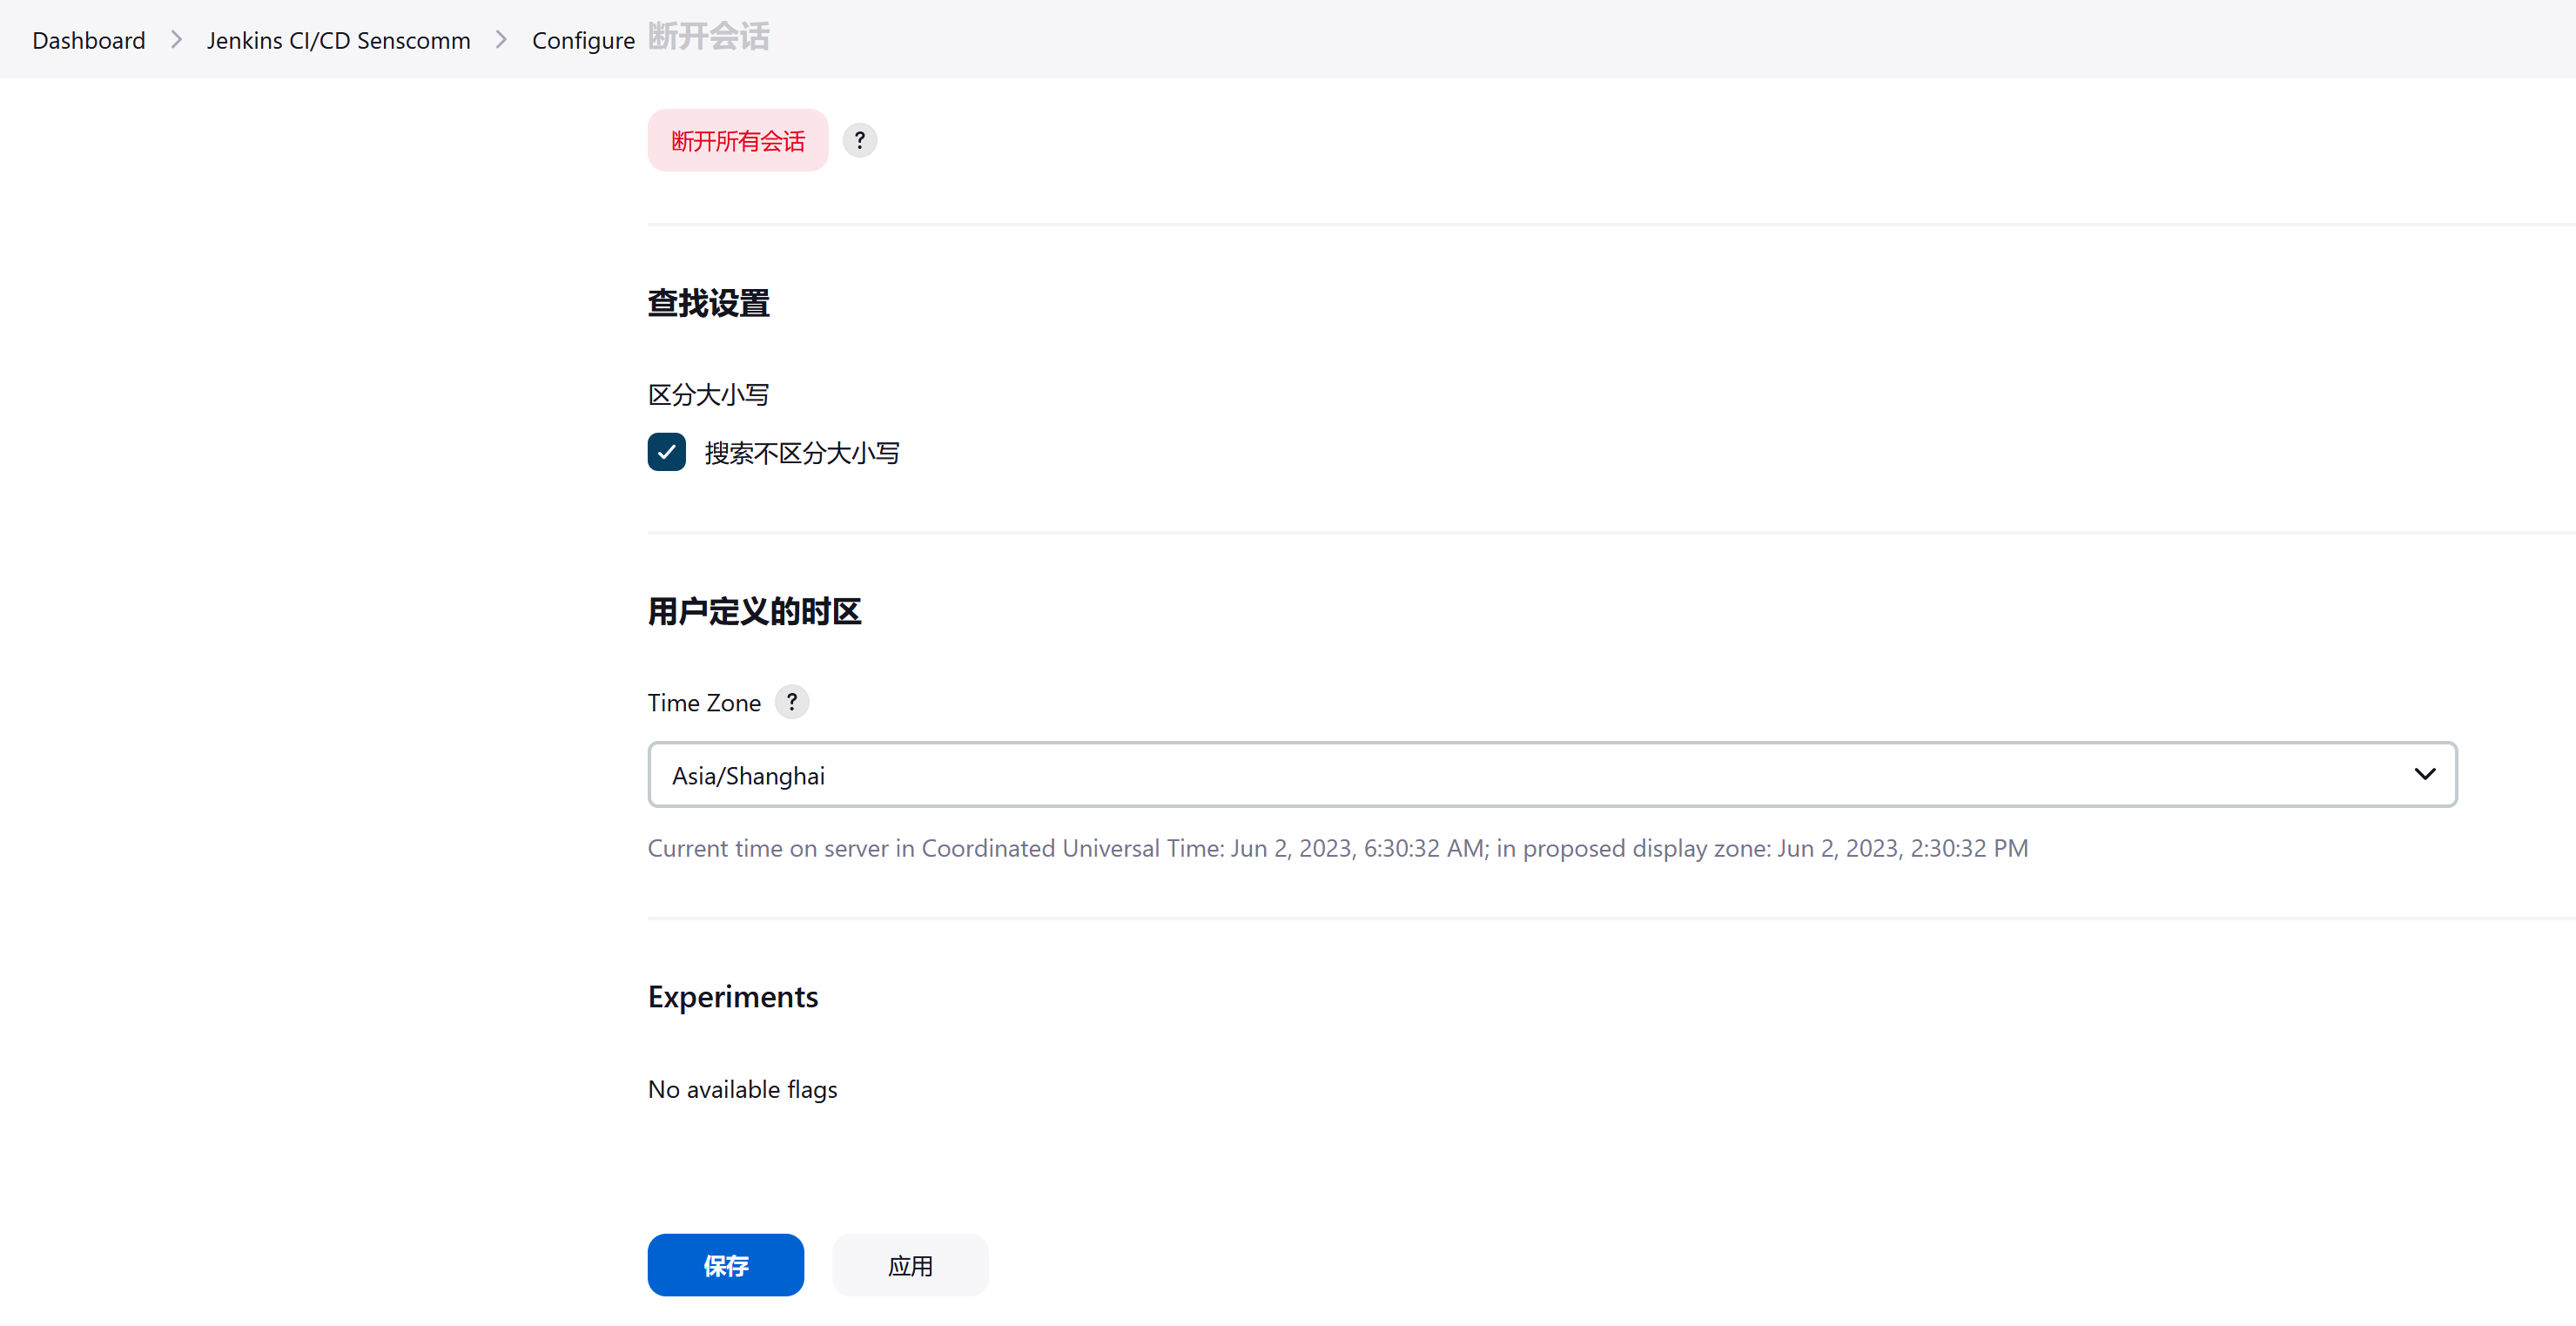 Dashboard > Jenkins CI/CD Senscomm > Configure
断开会话
断开所有会话 ?
查找设置
区分大小写
搜索不区分大小写
用户定义的时区
Time Zone ?
Asia/Shanghai
Current time on server in Coordinated Universal Time: Jun 2, 2023, 6:30:32 AM; in proposed display zone: Jun 2, 2023, 2:30:32 PM
Experiments
No available flags
保存 应用